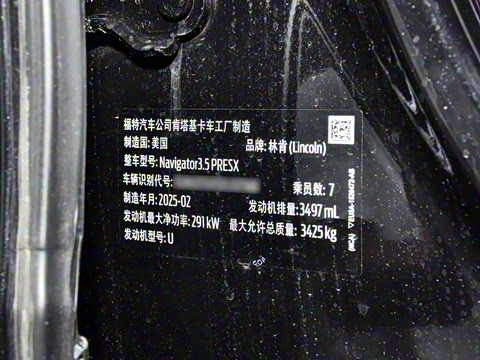 福特汽车公司肯塔基卡车工厂制造
制造国: 美国 品牌: 林肯 (Lincoln)
整车型号: Navigator3.5 PRESX
车辆识别代号: 乘员数: 7
制造年月: 2025-02 发动机排量: 3497 mL
发动机最大净功率: 291 kW 最大允许总质量: 3425 kg
发动机型号: U